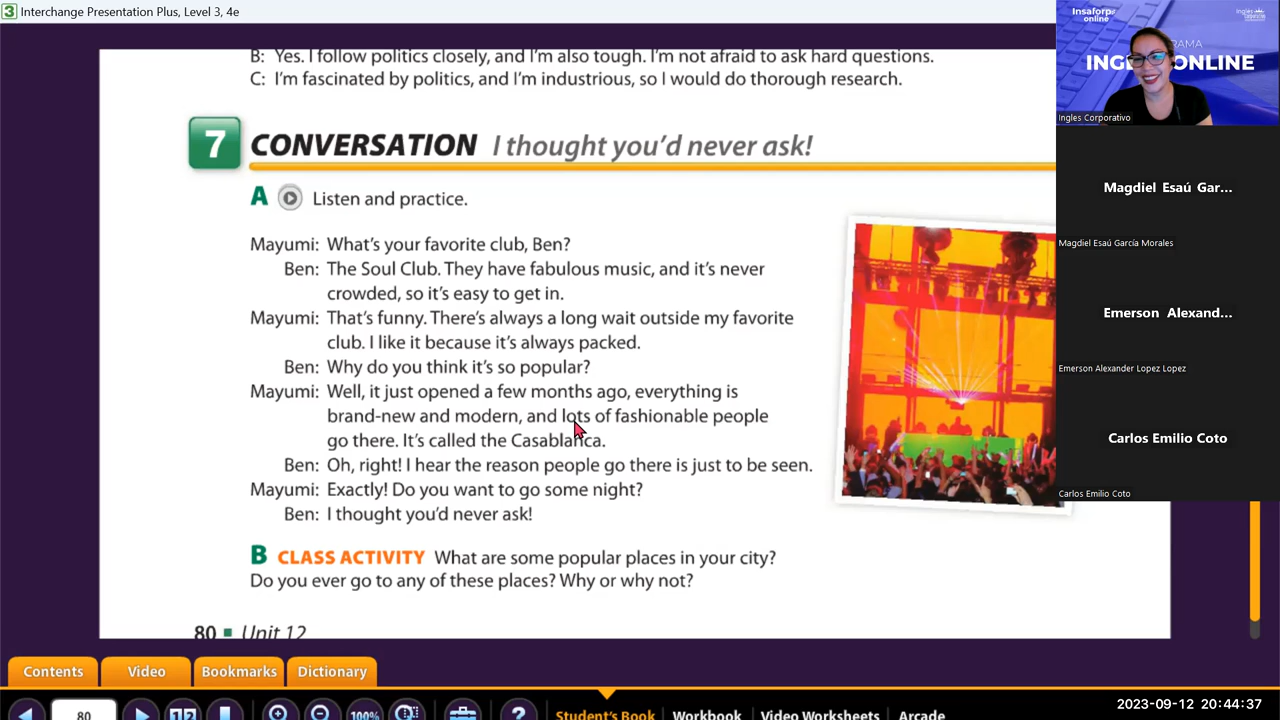 Interchange Presentation Plus, Level 3, 4e
B: Yes. I follow politics closely, and I'm also tough. I'm not afraid to ask hard questions.
C: I'm fascinated by politics, and I'm industrious, so I would do thorough research.
7 CONVERSATION I thought you'd never ask!
A Listen and practice.
Mayumi: What's your favorite club, Ben?
Ben: The Soul Club. They have fabulous music, and it's never
crowded, so it's easy to get in.
Mayumi: That's funny. There's always a long wait outside my favorite
club. I like it because it's always packed.
Ben: Why do you think it's so popular?
Mayumi: Well, it just opened a few months ago, everything is
brand-new and modern, and lots of fashionable people
go there. It's called the Casablanca.
Ben: Oh, right! I hear the reason people go there is just to be seen.
Mayumi: Exactly! Do you want to go some night?
Ben: I thought you'd never ask!
B CLASS ACTIVITY What are some popular places in your city?
Do you ever go to any of these places? Why or why not?
80 Unit 12
Insaforp
online
Ingles Corporativo
Magdiel Esaú Gar...
Magdiel Esaú García Morales
Emerson Alexand...
Emerson Alexander Lopez Lopez
Carlos Emilio Coto
Carlos Emilio Coto
Contents Video Bookmarks Dictionary
80 1 2 100% ? Student's Book Workbook Video Worksheets Arcade
2023-09-12 20:44:37